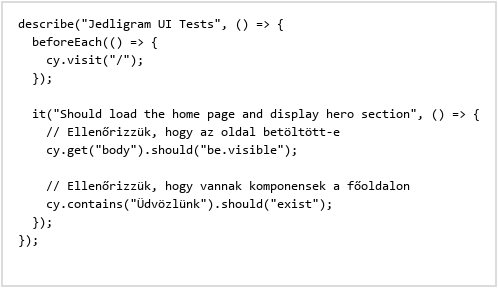 describe("Jedligram UI Tests", () => {
  beforeEach(() => {
    cy.visit("/");
  });

  it("Should load the home page and display hero section", () => {
    // Ellenőrizzük, hogy az oldal betöltött-e
    cy.get("body").should("be.visible");

    // Ellenőrizzük, hogy vannak komponensek a főoldalon
    cy.contains("Üdvözlünk").should("exist");
  });
});